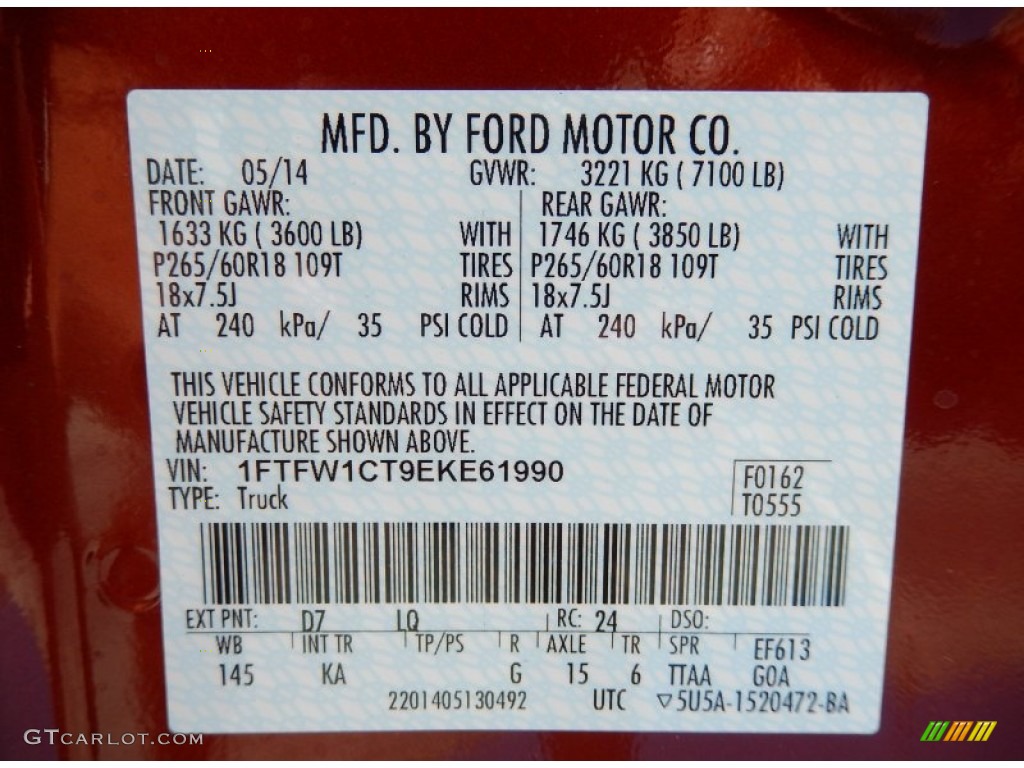 MFD. BY FORD MOTOR CO.
DATE: 05/14 GVWR: 3221 KG ( 7100 LB)
FRONT GAWR: REAR GAWR:
1633 KG ( 3600 LB) WITH 1746 KG ( 3850 LB) WITH
P265/60R18 109T TIRES P265/60R18 109T TIRES
18x7.5J RIMS 18x7.5J RIMS
AT 240 kPa/ 35 PSI COLD AT 240 kPa/ 35 PSI COLD
THIS VEHICLE CONFORMS TO ALL APPLICABLE FEDERAL MOTOR
VEHICLE SAFETY STANDARDS IN EFFECT ON THE DATE OF
MANUFACTURE SHOWN ABOVE.
VIN: 1FTFW1CT9EKE61990
TYPE: Truck
F0162
T0555
EXT PNT: D7 LQ RC: 24 DSO:
WB INT TR TP/PS R AXLE TR SPR EF613
145 KA G 15 6 TTAA GOA
2201405130492 UTC ▽5U5A-1520472-BA
GTCARLOT.COM